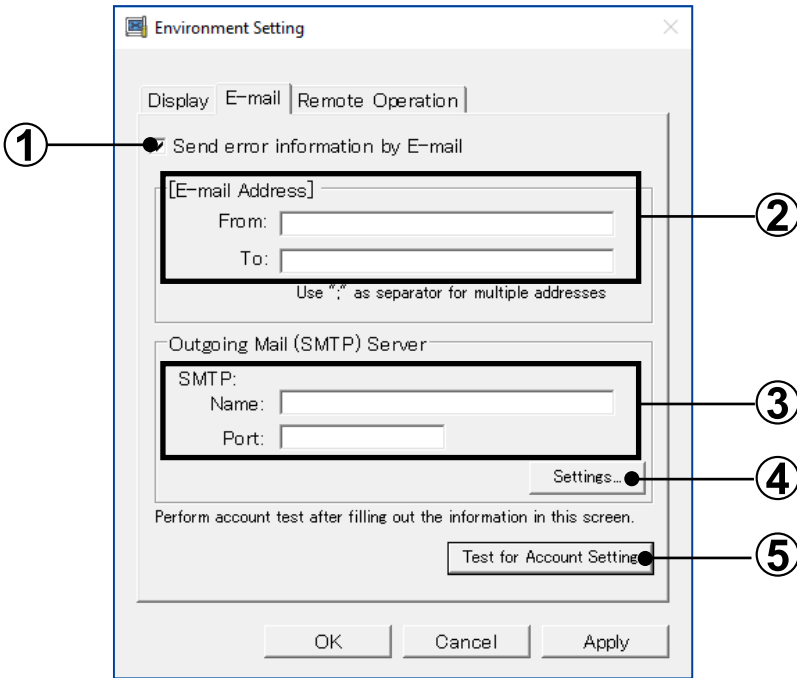 Environment Setting
Display E-mail Remote Operation
① Send error information by E-mail
[E-mail Address]
From:
②
To:
Use ";" as separator for multiple addresses
Outgoing Mail (SMTP) Server
SMTP:
Name:
③
Port:
Settings... ④
Perform account test after filling out the information in this screen.
Test for Account Setting ⑤
OK Cancel Apply